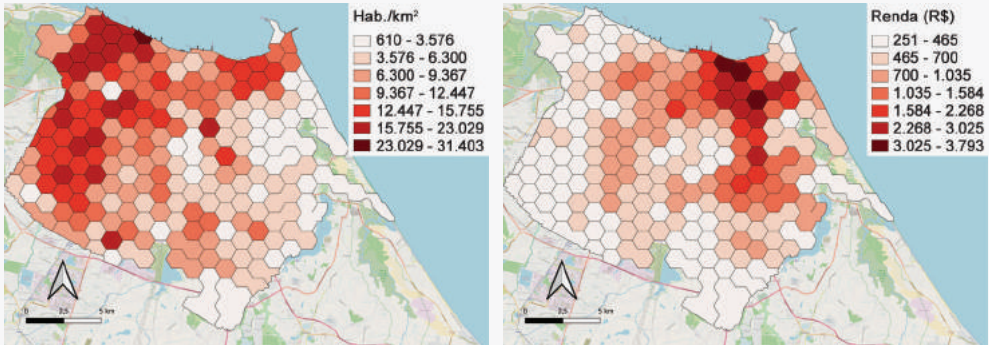 Hab./km²
610 - 3.576
3.576 - 6.300
6.300 - 9.367
9.367 - 12.447
12.447 - 15.755
15.755 - 23.029
23.029 - 31.403
0 2,5 5 km
Renda (R$)
251 - 465
465 - 700
700 - 1.035
1.035 - 1.584
1.584 - 2.268
2.268 - 3.025
3.025 - 3.793
0 2,5 5 km